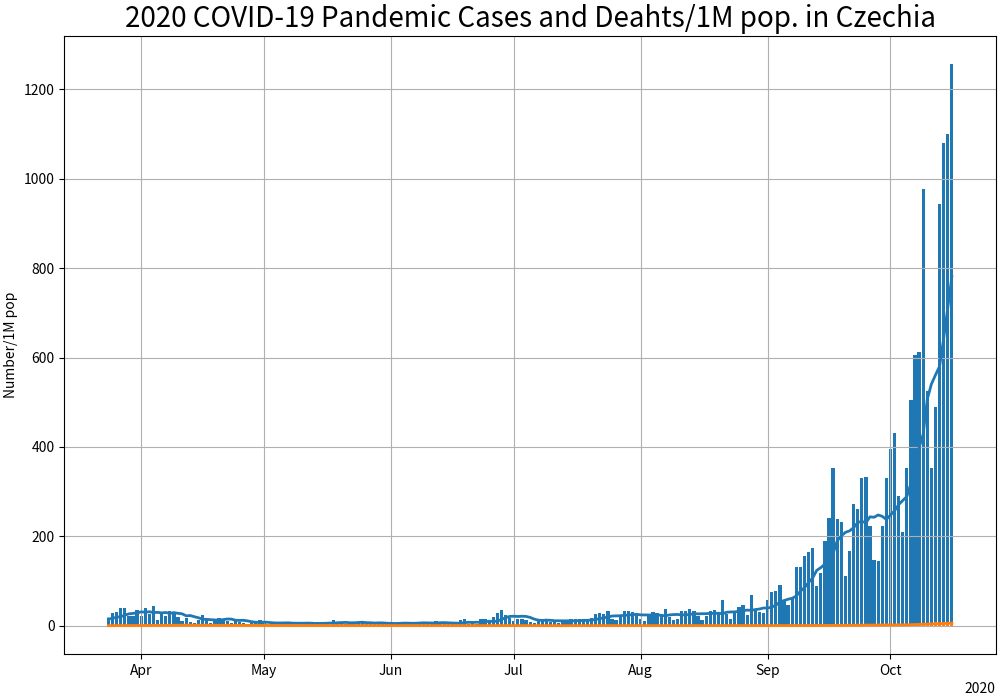 2020 COVID-19 Pandemic Cases and Deahts/1M pop. in Czechia
Number/1M pop
1200
1000
800
600
400
200
0
Apr May Jun Jul Aug Sep Oct
2020